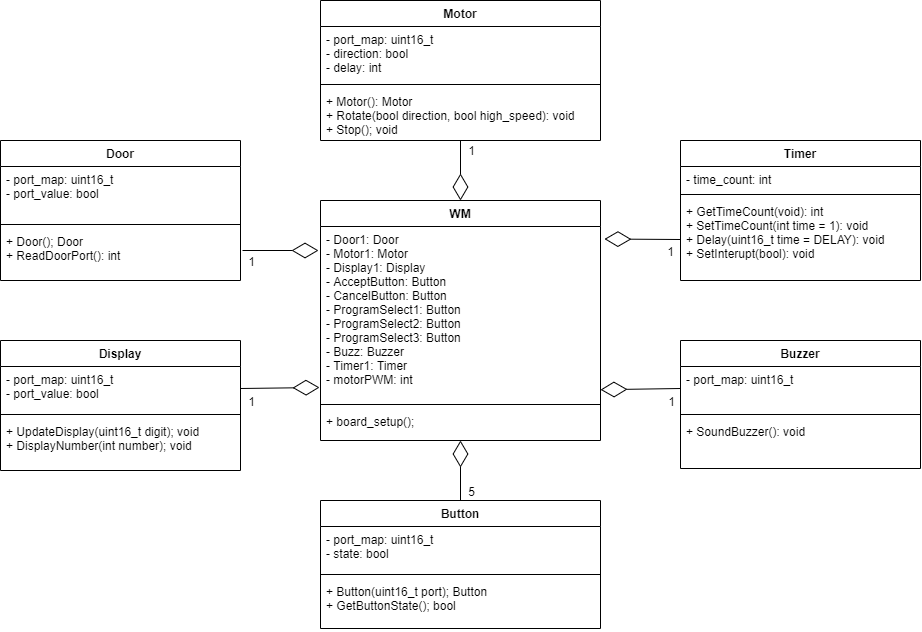 Motor
- port_map: uint16_t
- direction: bool
- delay: int
+ Motor(): Motor
+ Rotate(bool direction, bool high_speed): void
+ Stop(); void
1
Door
- port_map: uint16_t
- port_value: bool
+ Door(); Door
+ ReadDoorPort(): int
1
WM
- Door1: Door
- Motor1: Motor
- Display1: Display
- AcceptButton: Button
- CancelButton: Button
- ProgramSelect1: Button
- ProgramSelect2: Button
- ProgramSelect3: Button
- Buzz: Buzzer
- Timer1: Timer
- motorPWM: int
+ board_setup();
Timer
- time_count: int
+ GetTimeCount(void): int
+ SetTimeCount(int time = 1): void
+ Delay(uint16_t time = DELAY): void
+ SetInterupt(bool): void
1
Display
- port_map: uint16_t
- port_value: bool
+ UpdateDisplay(uint16_t digit); void
+ DisplayNumber(int number); void
1
Buzzer
- port_map: uint16_t
+ SoundBuzzer(): void
1
5
Button
- port_map: uint16_t
- state: bool
+ Button(uint16_t port); Button
+ GetButtonState(); bool